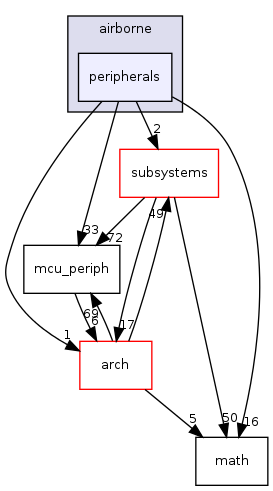 airborne
peripherals
2
subsystems
33
72
49
mcu_periph
69
6
17
1
arch
5
50
16
math